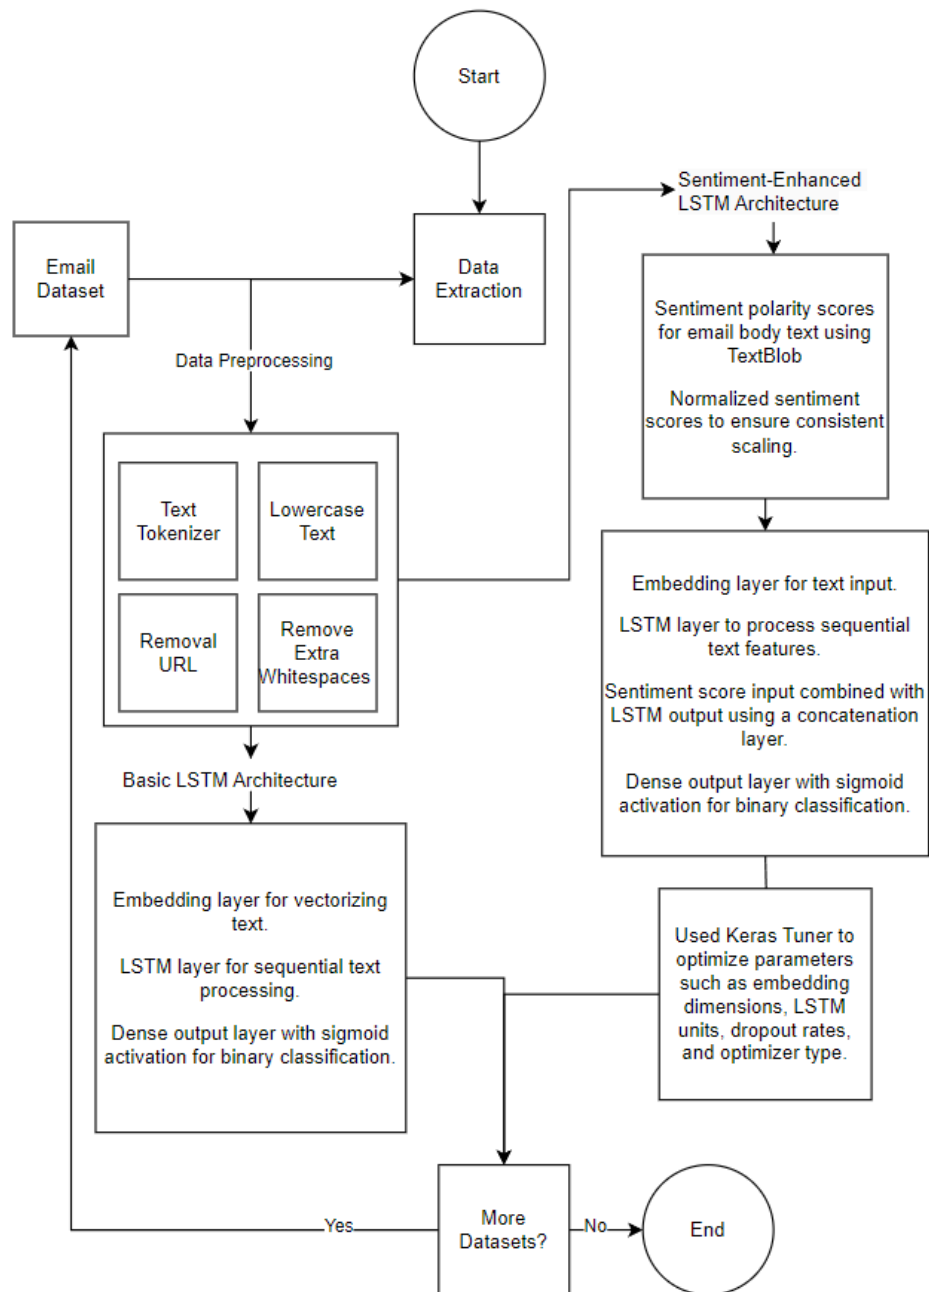 Start
Sentiment-Enhanced
LSTM Architecture
Email
Dataset
Data
Extraction
Sentiment polarity scores
for email body text using
TextBlob
Normalized sentiment
scores to ensure consistent
scaling.
Data Preprocessing
Text
Tokenizer
Lowercase
Text
Removal
URL
Remove
Extra
Whitespaces
Embedding layer for text input.
LSTM layer to process sequential
text features.
Sentiment score input combined with
LSTM output using a concatenation
layer.
Dense output layer with sigmoid
activation for binary classification.
Basic LSTM Architecture
Embedding layer for vectorizing
text.
LSTM layer for sequential text
processing.
Dense output layer with sigmoid
activation for binary classification.
Used Keras Tuner to
optimize parameters
such as embedding
dimensions, LSTM
units, dropout rates,
and optimizer type.
Yes
More
Datasets?
No
End